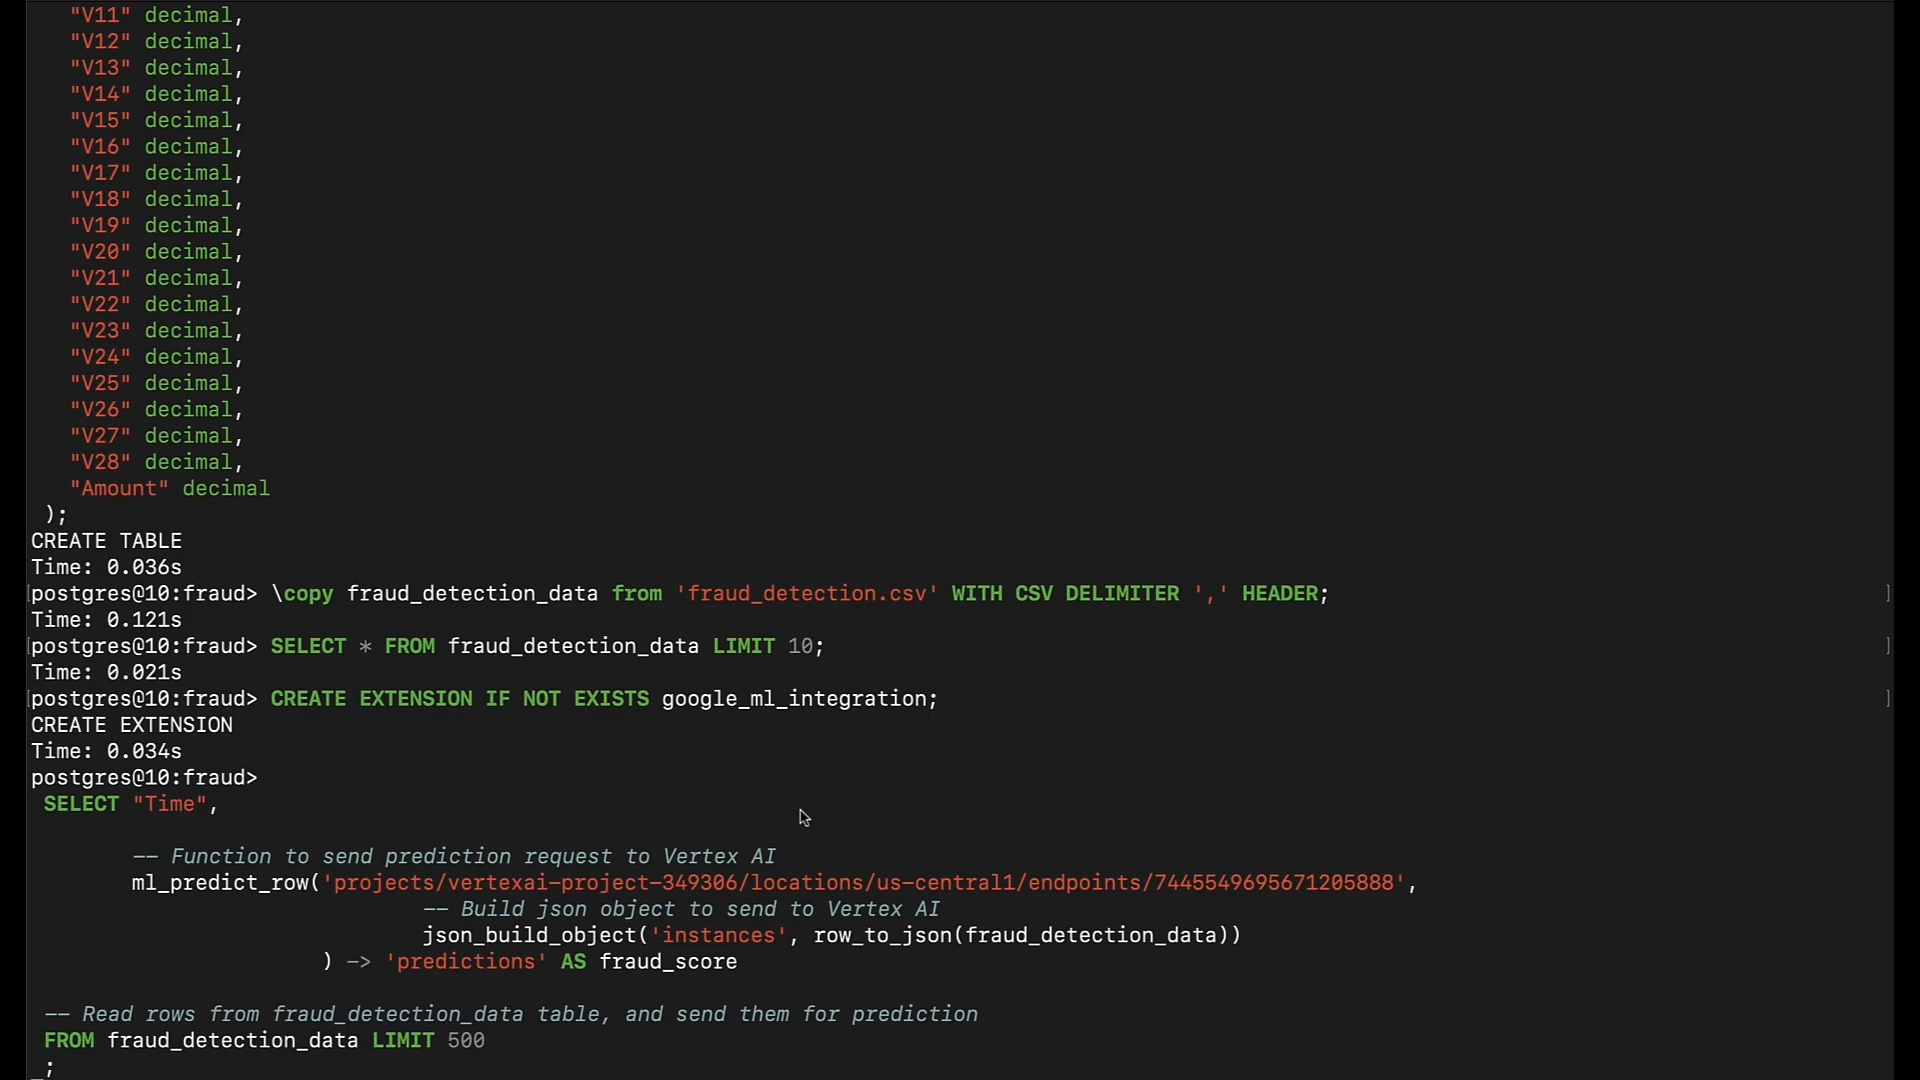 "V11" decimal,
"V12" decimal,
"V13" decimal,
"V14" decimal,
"V15" decimal,
"V16" decimal,
"V17" decimal,
"V18" decimal,
"V19" decimal,
"V20" decimal,
"V21" decimal,
"V22" decimal,
"V23" decimal,
"V24" decimal,
"V25" decimal,
"V26" decimal,
"V27" decimal,
"V28" decimal,
"Amount" decimal
);
CREATE TABLE
Time: 0.036s
[postgres@10:fraud> \copy fraud_detection_data from 'fraud_detection.csv' WITH CSV DELIMITER ',' HEADER; ]
Time: 0.121s
[postgres@10:fraud> SELECT * FROM fraud_detection_data LIMIT 10; ]
Time: 0.021s
[postgres@10:fraud> CREATE EXTENSION IF NOT EXISTS google_ml_integration; ]
CREATE EXTENSION
Time: 0.034s
postgres@10:fraud>
SELECT "Time",
-- Function to send prediction request to Vertex AI
ml_predict_row('projects/vertexai-project-349306/locations/us-central1/endpoints/7445549695671205888',
-- Build json object to send to Vertex AI
json_build_object('instances', row_to_json(fraud_detection_data))
) -> 'predictions' AS fraud_score
-- Read rows from fraud_detection_data table, and send them for prediction
FROM fraud_detection_data LIMIT 500
;